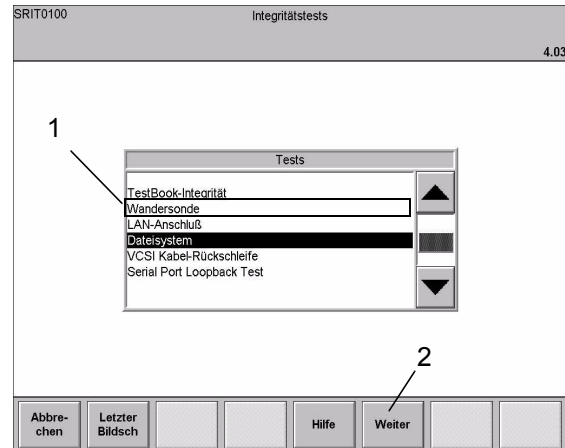 SRIT0100
Integritätstests
4.03
1
Tests
TestBook-Integrität
Wandersonde
LAN-Anschluß
Dateisystem
VCSI Kabel-Rückschleife
Serial Port Loopback Test
2
Abbre-
chen
Letzter
Bildsch
Hilfe
Weiter